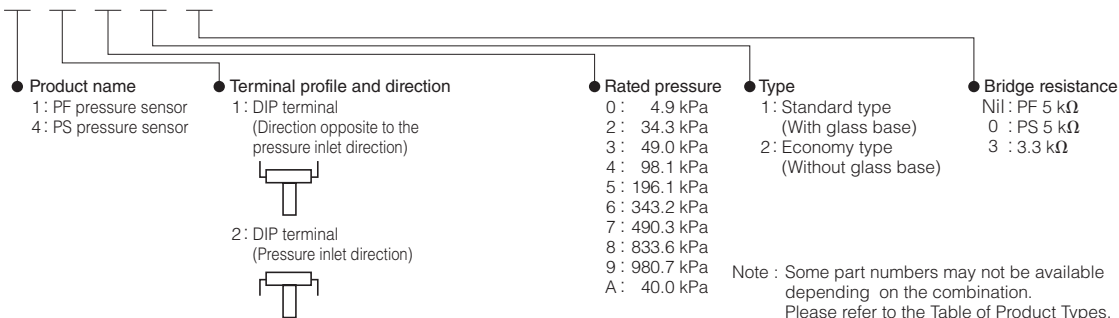 ● Product name
1 : PF pressure sensor
4 : PS pressure sensor
● Terminal profile and direction
1 : DIP terminal
(Direction opposite to the
pressure inlet direction)
2 : DIP terminal
(Pressure inlet direction)
● Rated pressure
0 : 4.9 kPa
2 : 34.3 kPa
3 : 49.0 kPa
4 : 98.1 kPa
5 : 196.1 kPa
6 : 343.2 kPa
7 : 490.3 kPa
8 : 833.6 kPa
9 : 980.7 kPa
A : 40.0 kPa
● Type
1 : Standard type
(With glass base)
2 : Economy type
(Without glass base)
● Bridge resistance
Nil : PF 5 kΩ
0 : PS 5 kΩ
3 : 3.3 kΩ
Note : Some part numbers may not be available
depending on the combination.
Please refer to the Table of Product Types.